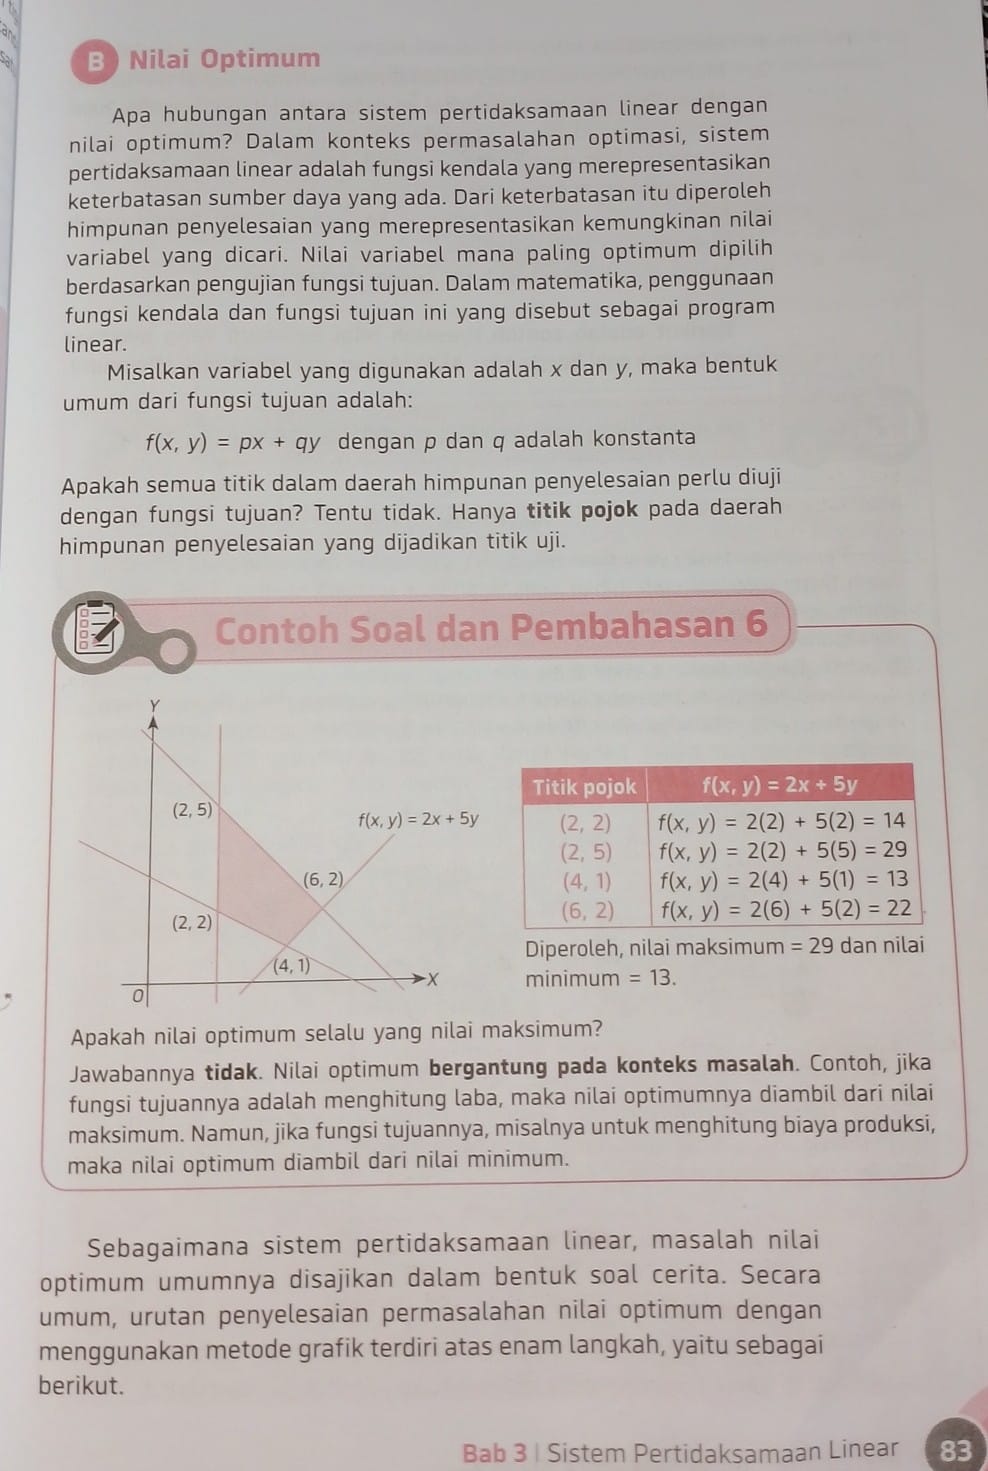 B Nilai Optimum
Apa hubungan antara sistem pertidaksamaan linear dengan
nilai optimum? Dalam konteks permasalahan optimasi, sistem
pertidaksamaan linear adalah fungsi kendala yang merepresentasikan
keterbatasan sumber daya yang ada. Dari keterbatasan itu diperoleh
himpunan penyelesaian yang merepresentasikan kemungkinan nilai
variabel yang dicari. Nilai variabel mana paling optimum dipilih
berdasarkan pengujian fungsi tujuan. Dalam matematika, penggunaan
fungsi kendala dan fungsi tujuan ini yang disebut sebagai program
linear.
Misalkan variabel yang digunakan adalah x dan y, maka bentuk
umum dari fungsi tujuan adalah:
f(x, y) = px + qy dengan p dan q adalah konstanta
Apakah semua titik dalam daerah himpunan penyelesaian perlu diuji
dengan fungsi tujuan? Tentu tidak. Hanya titik pojok pada daerah
himpunan penyelesaian yang dijadikan titik uji.
Contoh Soal dan Pembahasan 6
Y
(2, 5)
f(x, y) = 2x + 5y
(6, 2)
(2, 2)
(4, 1)
X
O
Titik pojok f(x, y) = 2x + 5y
(2, 2) f(x, y) = 2(2) + 5(2) = 14
(2, 5) f(x, y) = 2(2) + 5(5) = 29
(4, 1) f(x, y) = 2(4) + 5(1) = 13
(6, 2) f(x, y) = 2(6) + 5(2) = 22
Diperoleh, nilai maksimum = 29 dan nilai
minimum = 13.
Apakah nilai optimum selalu yang nilai maksimum?
Jawabannya tidak. Nilai optimum bergantung pada konteks masalah. Contoh, jika
fungsi tujuannya adalah menghitung laba, maka nilai optimumnya diambil dari nilai
maksimum. Namun, jika fungsi tujuannya, misalnya untuk menghitung biaya produksi,
maka nilai optimum diambil dari nilai minimum.
Sebagaimana sistem pertidaksamaan linear, masalah nilai
optimum umumnya disajikan dalam bentuk soal cerita. Secara
umum, urutan penyelesaian permasalahan nilai optimum dengan
menggunakan metode grafik terdiri atas enam langkah, yaitu sebagai
berikut.
Bab 3 | Sistem Pertidaksamaan Linear 83